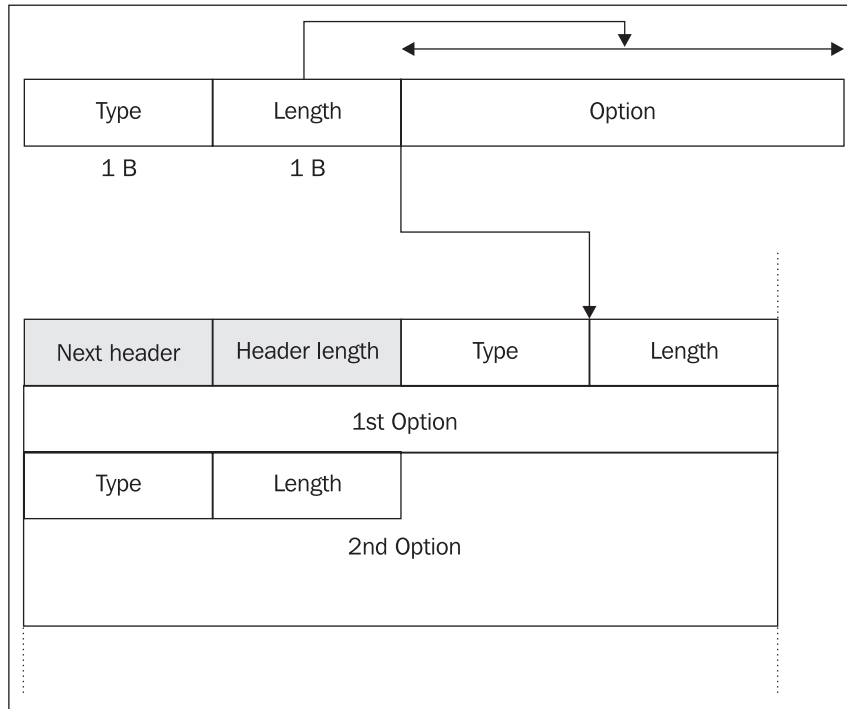 Type Length Option
1 B 1 B
Next header Header length Type Length
1st Option
Type Length
2nd Option